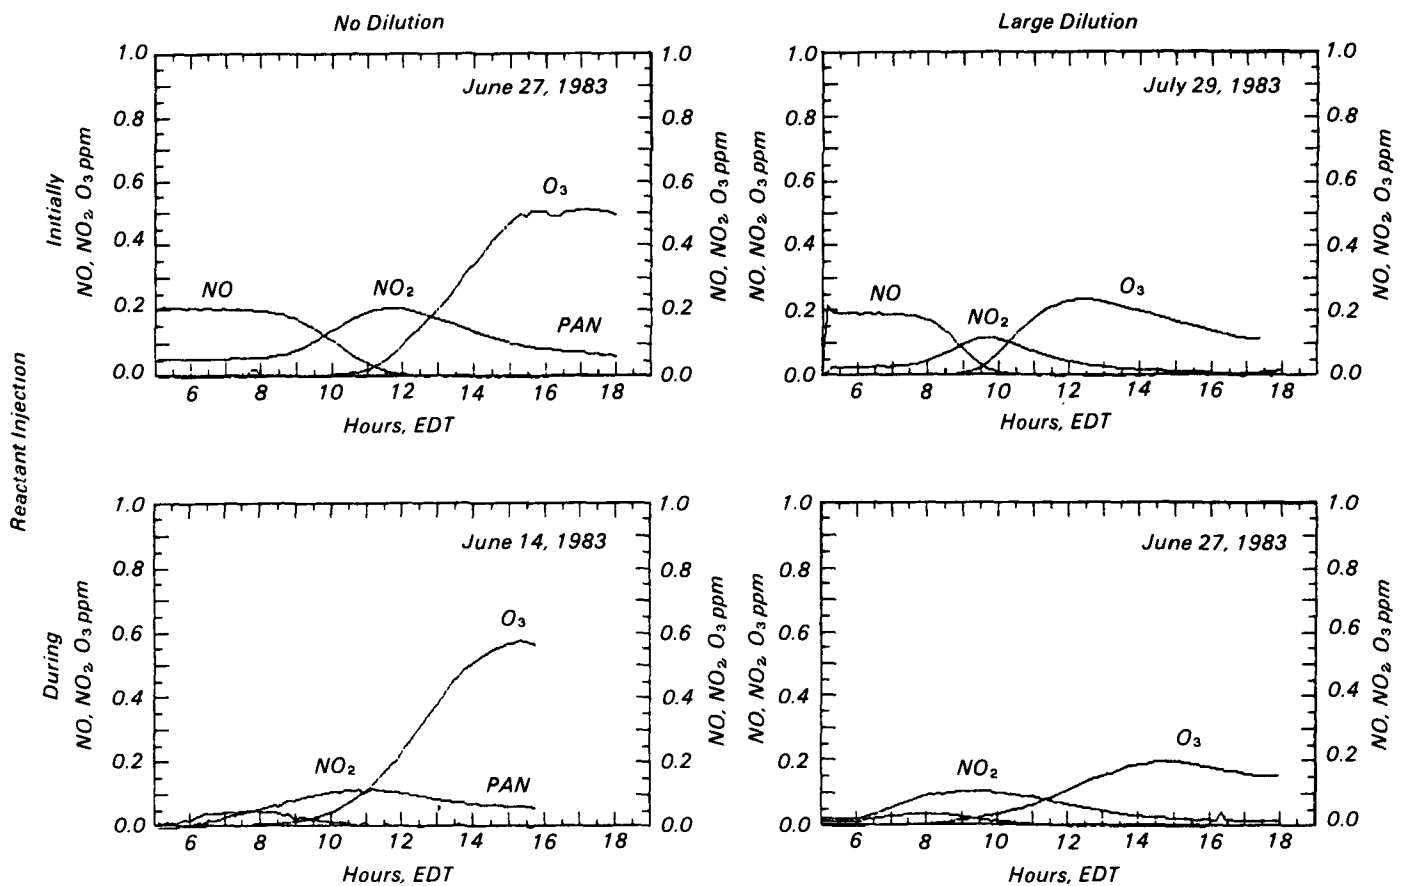 No Dilution
Large Dilution
Reactant Injection
Initially
NO, NO₂, O₃ ppm
1.0
0.8
0.6
0.4
0.2
0.0
June 27, 1983
NO
NO₂
O₃
PAN
6 8 10 12 14 16 18
Hours, EDT
1.0
0.8
0.6
0.4
0.2
0.0
NO, NO₂, O₃ ppm
NO, NO₂, O₃ ppm
1.0
0.8
0.6
0.4
0.2
0.0
July 29, 1983
NO
NO₂
O₃
6 8 10 12 14 16 18
Hours, EDT
1.0
0.8
0.6
0.4
0.2
0.0
NO, NO₂, O₃ ppm
During
NO, NO₂, O₃ ppm
1.0
0.8
0.6
0.4
0.2
0.0
June 14, 1983
O₃
NO₂
PAN
6 8 10 12 14 16 18
Hours, EDT
1.0
0.8
0.6
0.4
0.2
0.0
NO, NO₂, O₃ ppm
NO, NO₂, O₃ ppm
1.0
0.8
0.6
0.4
0.2
0.0
June 27, 1983
NO₂
O₃
6 8 10 12 14 16 18
Hours, EDT
1.0
0.8
0.6
0.4
0.2
0.0
NO, NO₂, O₃ ppm